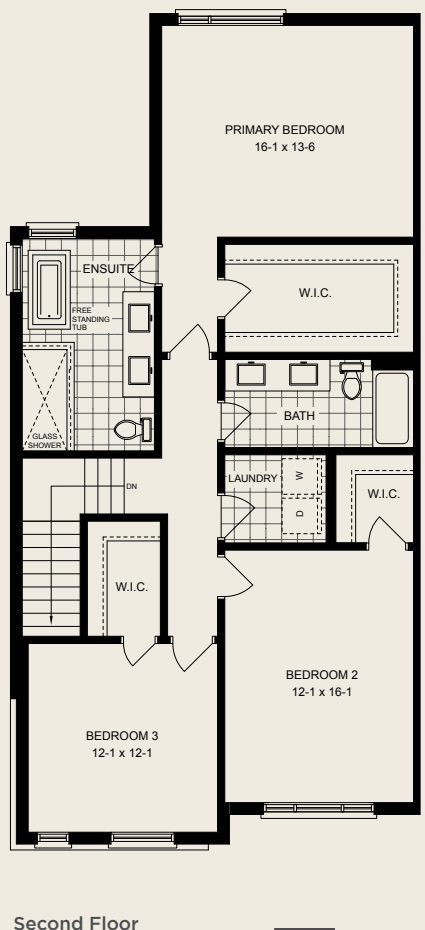 PRIMARY BEDROOM
16-1 x 13-6
ENSUITE
W.I.C.
FREE
STANDING
TUB
BATH
GLASS
SHOWER
LAUNDRY
W
D
W.I.C.
DN
W.I.C.
BEDROOM 2
12-1 x 16-1
BEDROOM 3
12-1 x 12-1
Second Floor